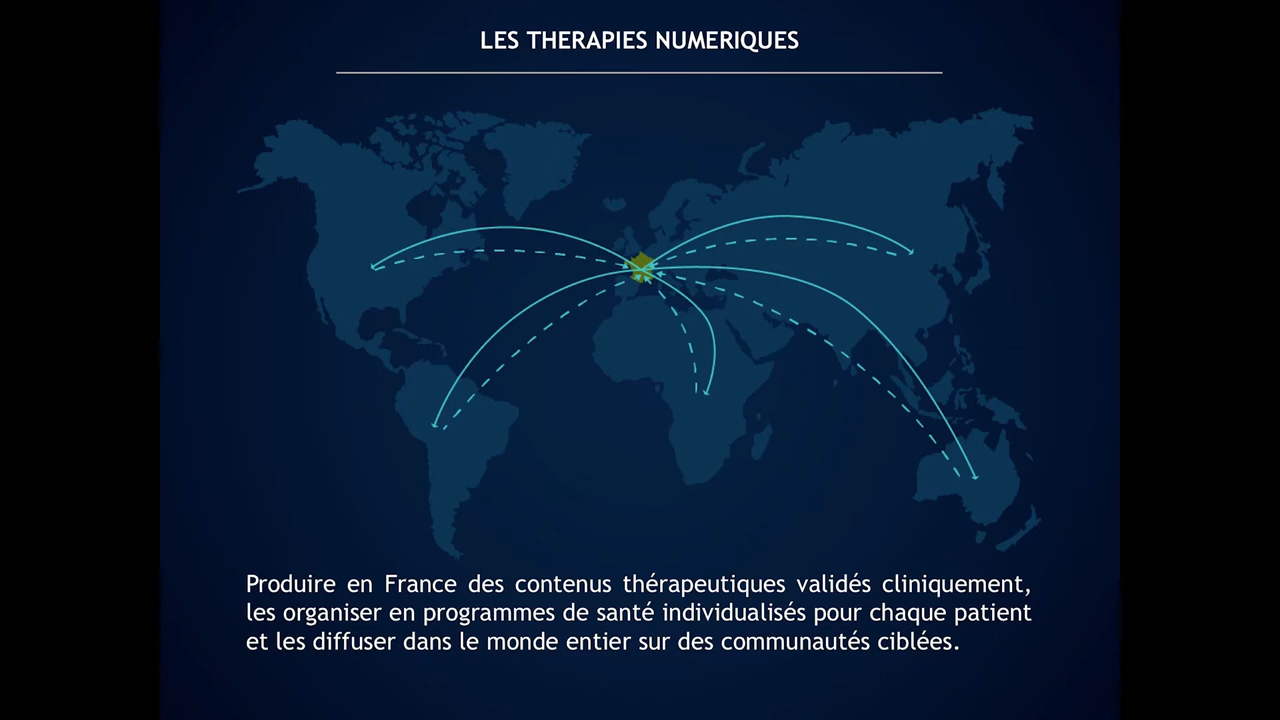 LES THERAPIES NUMERIQUES
Produire en France des contenus thérapeutiques validés cliniquement,
les organiser en programmes de santé individualisés pour chaque patient
et les diffuser dans le monde entier sur des communautés ciblées.